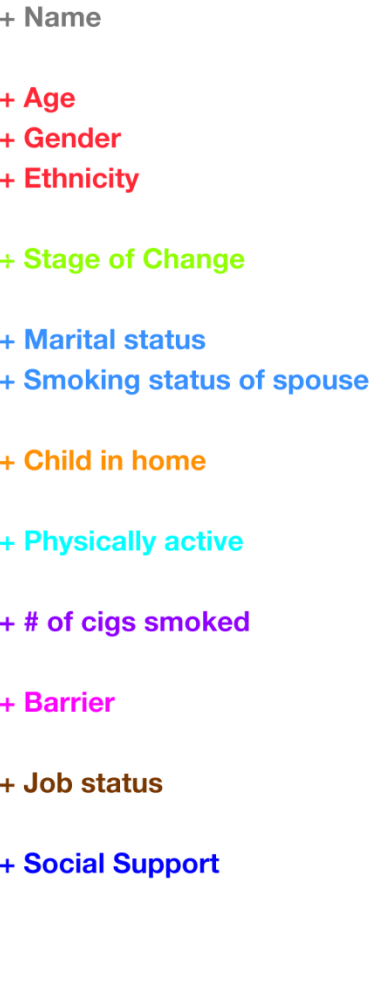 + Name
+ Age
+ Gender
+ Ethnicity
+ Stage of Change
+ Marital status
+ Smoking status of spouse
+ Child in home
+ Physically active
+ # of cigs smoked
+ Barrier
+ Job status
+ Social Support